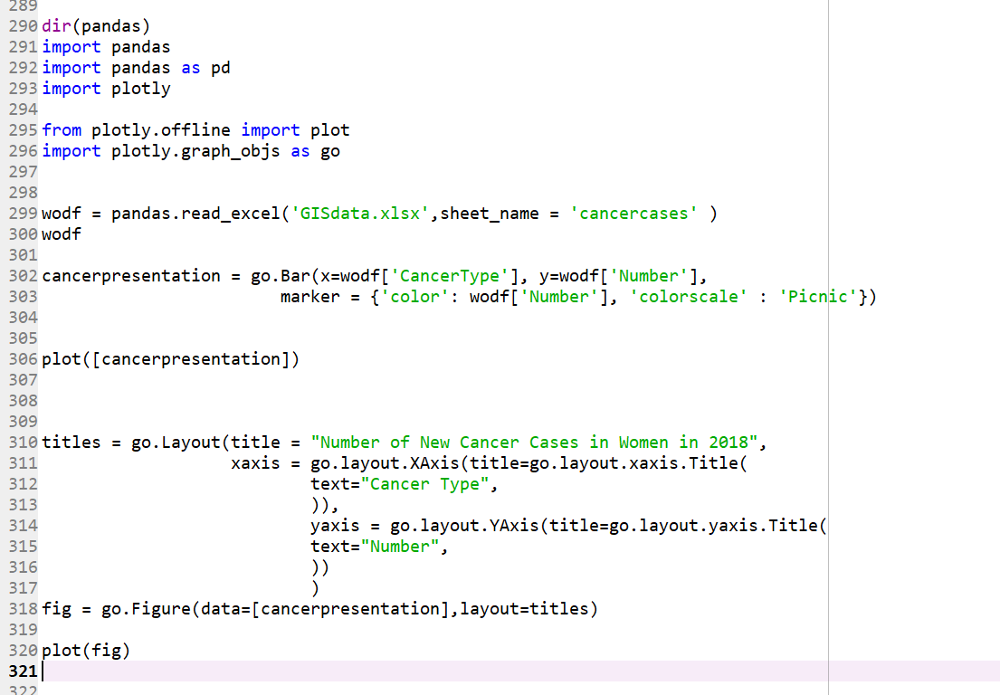 289
290 dir(pandas)
291 import pandas
292 import pandas as pd
293 import plotly
294
295 from plotly.offline import plot
296 import plotly.graph_objs as go
297
298
299 wodf = pandas.read_excel('GISdata.xlsx',sheet_name = 'cancercases' )
300 wodf
301
302 cancerpresentation = go.Bar(x=wodf['CancerType'], y=wodf['Number'],
303                         marker = {'color': wodf['Number'], 'colorscale' : 'Picnic'})
304
305
306 plot([cancerpresentation])
307
308
309
310 titles = go.Layout(title = "Number of New Cancer Cases in Women in 2018",
311                    xaxis = go.layout.XAxis(title=go.layout.xaxis.Title(
312                            text="Cancer Type",
313                            )),
314                            yaxis = go.layout.YAxis(title=go.layout.yaxis.Title(
315                            text="Number",
316                            ))
317                            )
318 fig = go.Figure(data=[cancerpresentation],layout=titles)
319
320 plot(fig)
321
322